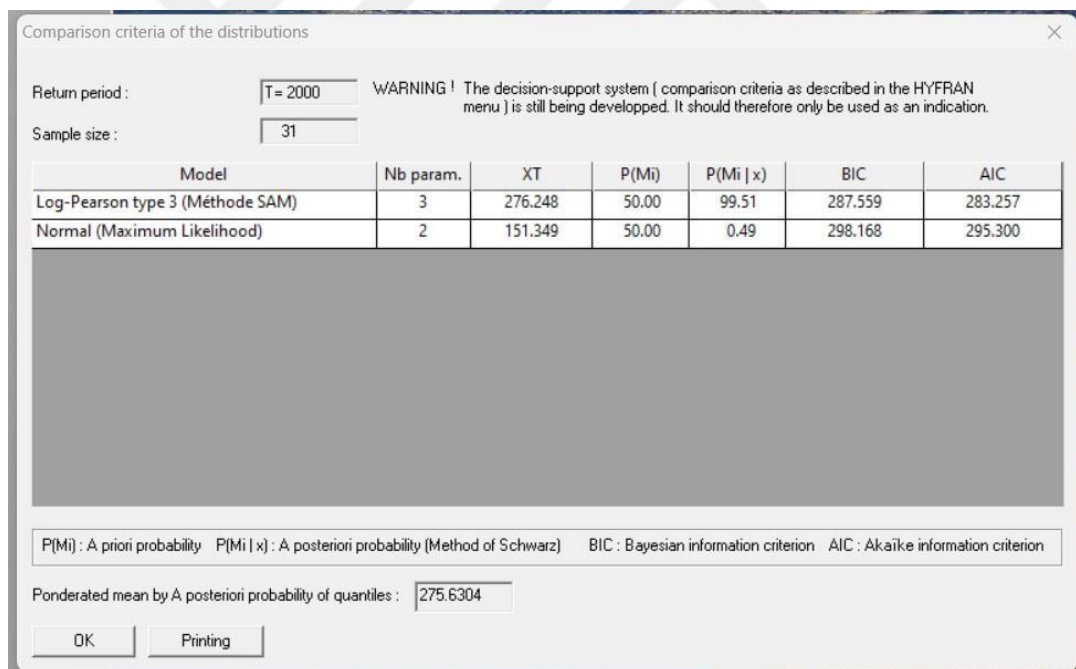 Comparison criteria of the distributions
Return period : T= 2000 WARNING ! The decision-support system ( comparison criteria as described in the HYFRAN
menu ) is still being developped. It should therefore only be used as an indication.
Sample size : 31
Model Nb param. XT P(Mi) P(Mi | x) BIC AIC
Log-Pearson type 3 (Méthode SAM) 3 276.248 50.00 99.51 287.559 283.257
Normal (Maximum Likelihood) 2 151.349 50.00 0.49 298.168 295.300
P(Mi) : A priori probability P(Mi | x) : A posteriori probability (Method of Schwarz) BIC : Bayesian information criterion AIC : Akaïke information criterion
Ponderated mean by A posteriori probability of quantiles : 275.6304
OK Printing